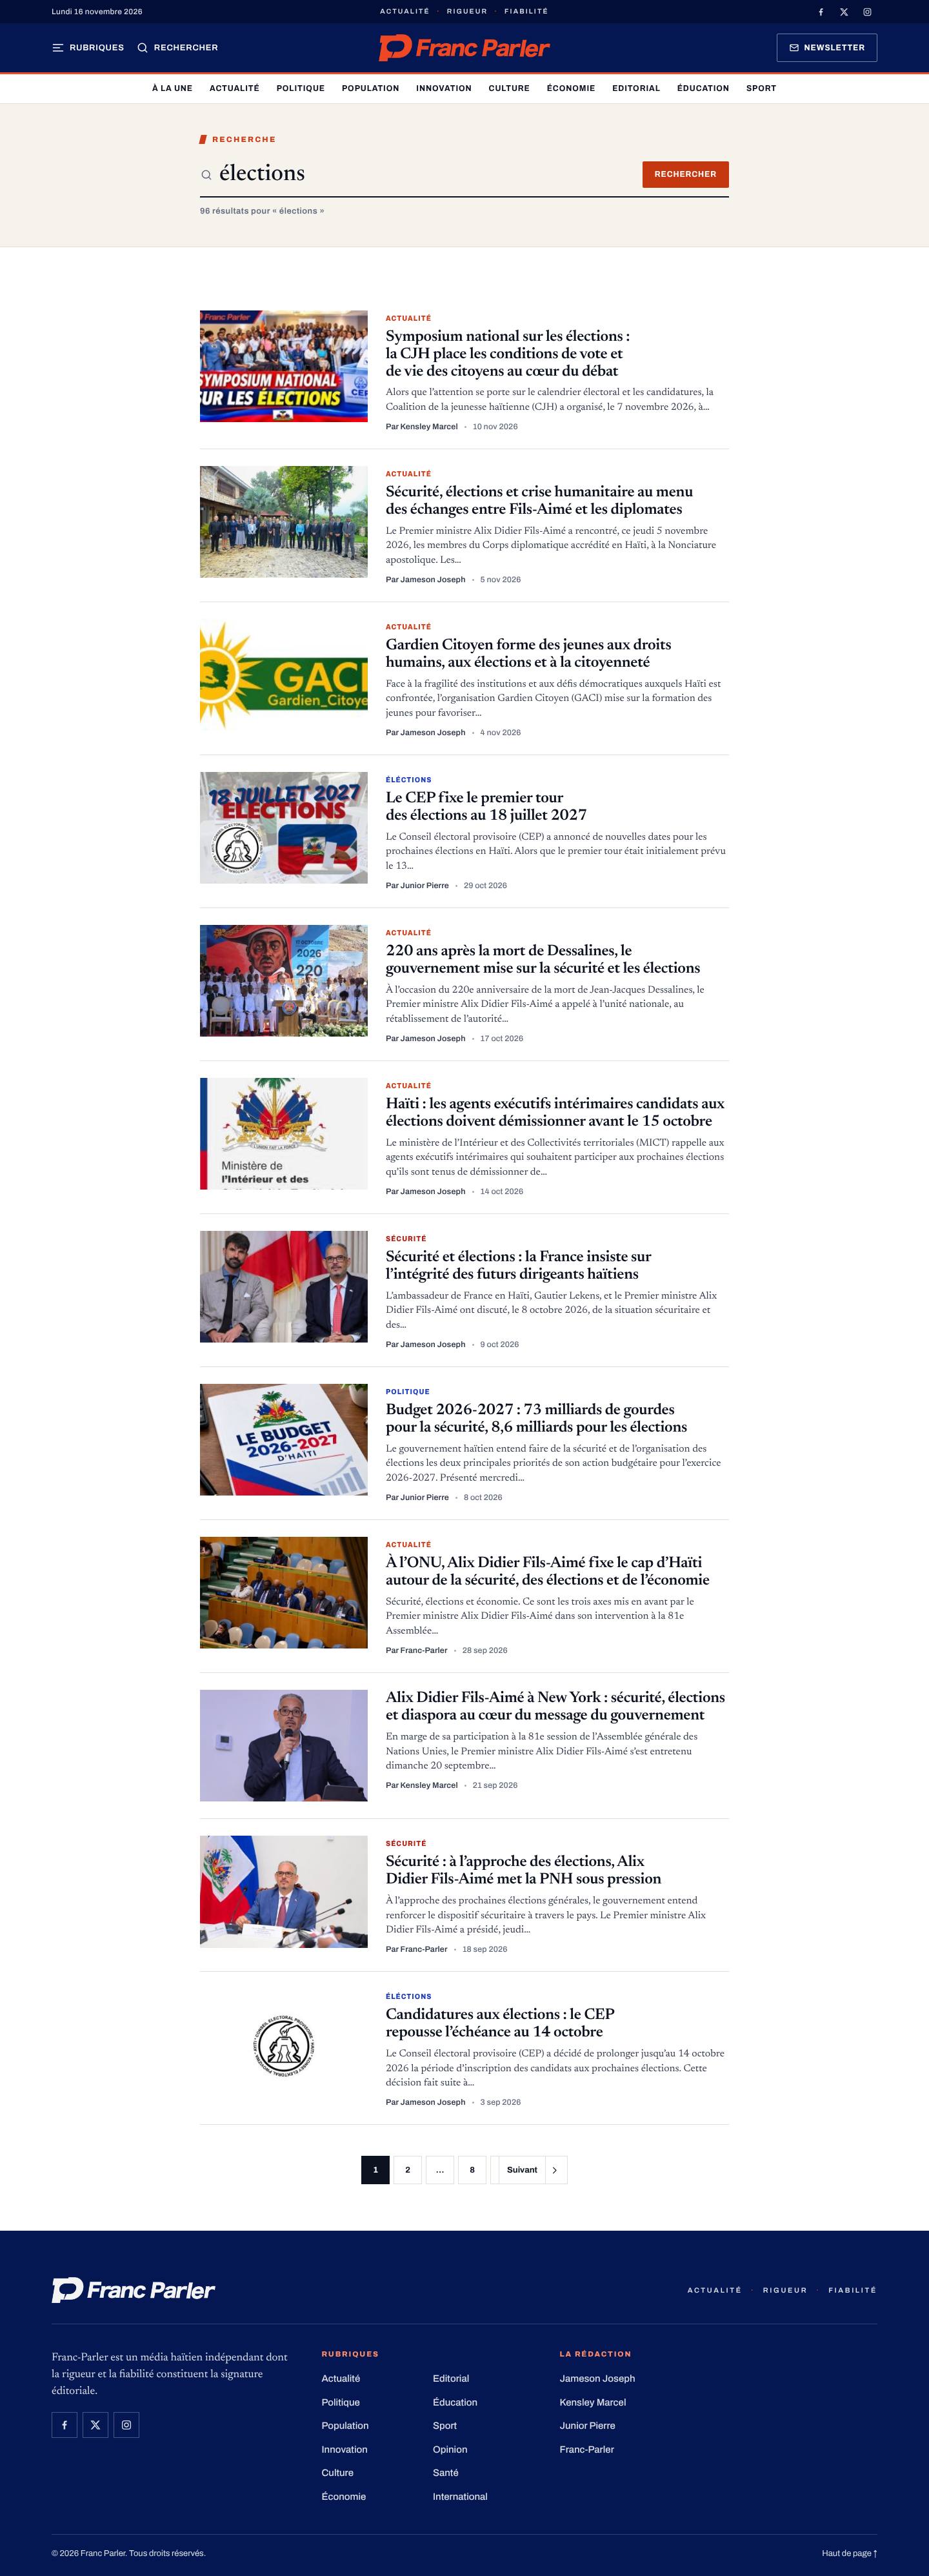 Lundi 16 novembre 2026
ACTUALITÉ · RIGUEUR · FIABILITÉ
RUBRIQUES
RECHERCHER
Franc Parler
NEWSLETTER
À LA UNE ACTUALITÉ POLITIQUE POPULATION INNOVATION CULTURE ÉCONOMIE EDITORIAL ÉDUCATION SPORT
RECHERCHE
élections
RECHERCHER
96 résultats pour « élections »
Franc Parler
SYMPOSIUM NATIONAL
SUR LES ÉLECTIONS
ACTUALITÉ
Symposium national sur les élections :
la CJH place les conditions de vote et
de vie des citoyens au cœur du débat
Alors que l’attention se porte sur le calendrier électoral et les candidatures, la
Coalition de la jeunesse haïtienne (CJH) a organisé, le 7 novembre 2026, à…
Par Kensley Marcel • 10 nov 2026
ACTUALITÉ
Sécurité, élections et crise humanitaire au menu
des échanges entre Fils-Aimé et les diplomates
Le Premier ministre Alix Didier Fils-Aimé a rencontré, ce jeudi 5 novembre
2026, les membres du Corps diplomatique accrédité en Haïti, à la Nonciature
apostolique. Les…
Par Jameson Joseph • 5 nov 2026
GACI
Gardien_Citoye
ACTUALITÉ
Gardien Citoyen forme des jeunes aux droits
humains, aux élections et à la citoyenneté
Face à la fragilité des institutions et aux défis démocratiques auxquels Haïti est
confrontée, l’organisation Gardien Citoyen (GACI) mise sur la formation des
jeunes pour favoriser…
Par Jameson Joseph • 4 nov 2026
18 JUILLET 2027
ELECTIONS
ÉLÉCTIONS
Le CEP fixe le premier tour
des élections au 18 juillet 2027
Le Conseil électoral provisoire (CEP) a annoncé de nouvelles dates pour les
prochaines élections en Haïti. Alors que le premier tour était initialement prévu
le 13…
Par Junior Pierre • 29 oct 2026
2026
220
ACTUALITÉ
220 ans après la mort de Dessalines, le
gouvernement mise sur la sécurité et les élections
À l’occasion du 220e anniversaire de la mort de Jean-Jacques Dessalines, le
Premier ministre Alix Didier Fils-Aimé a appelé à l’unité nationale, au
rétablissement de l’autorité…
Par Jameson Joseph • 17 oct 2026
Ministère de
l’Intérieur et des
ACTUALITÉ
Haïti : les agents exécutifs intérimaires candidats aux
élections doivent démissionner avant le 15 octobre
Le ministère de l’Intérieur et des Collectivités territoriales (MICT) rappelle aux
agents exécutifs intérimaires qui souhaitent participer aux prochaines élections
qu’ils sont tenus de démissionner de…
Par Jameson Joseph • 14 oct 2026
SÉCURITÉ
Sécurité et élections : la France insiste sur
l’intégrité des futurs dirigeants haïtiens
L’ambassadeur de France en Haïti, Gautier Lekens, et le Premier ministre Alix
Didier Fils-Aimé ont discuté, le 8 octobre 2026, de la situation sécuritaire et
des…
Par Jameson Joseph • 9 oct 2026
LE BUDGET
2026-2027
D’HAÏTI
POLITIQUE
Budget 2026-2027 : 73 milliards de gourdes
pour la sécurité, 8,6 milliards pour les élections
Le gouvernement haïtien entend faire de la sécurité et de l’organisation des
élections les deux principales priorités de son action budgétaire pour l’exercice
2026-2027. Présenté mercredi…
Par Junior Pierre • 8 oct 2026
ACTUALITÉ
À l’ONU, Alix Didier Fils-Aimé fixe le cap d’Haïti
autour de la sécurité, des élections et de l’économie
Sécurité, élections et économie. Ce sont les trois axes mis en avant par le
Premier ministre Alix Didier Fils-Aimé dans son intervention à la 81e
Assemblée…
Par Franc-Parler • 28 sep 2026
Alix Didier Fils-Aimé à New York : sécurité, élections
et diaspora au cœur du message du gouvernement
En marge de sa participation à la 81e session de l’Assemblée générale des
Nations Unies, le Premier ministre Alix Didier Fils-Aimé s’est entretenu
dimanche 20 septembre…
Par Kensley Marcel • 21 sep 2026
SÉCURITÉ
Sécurité : à l’approche des élections, Alix
Didier Fils-Aimé met la PNH sous pression
À l’approche des prochaines élections générales, le gouvernement entend
renforcer le dispositif sécuritaire à travers le pays. Le Premier ministre Alix
Didier Fils-Aimé a présidé, jeudi…
Par Franc-Parler • 18 sep 2026
ÉLÉCTIONS
Candidatures aux élections : le CEP
repousse l’échéance au 14 octobre
Le Conseil électoral provisoire (CEP) a décidé de prolonger jusqu’au 14 octobre
2026 la période d’inscription des candidats aux prochaines élections. Cette
décision fait suite à…
Par Jameson Joseph • 3 sep 2026
1 2 … 8 Suivant
Franc Parler
ACTUALITÉ · RIGUEUR · FIABILITÉ
Franc-Parler est un média haïtien indépendant dont
la rigueur et la fiabilité constituent la signature
éditoriale.
RUBRIQUES
Actualité
Politique
Population
Innovation
Culture
Économie
Editorial
Éducation
Sport
Opinion
Santé
International
LA RÉDACTION
Jameson Joseph
Kensley Marcel
Junior Pierre
Franc-Parler
© 2026 Franc Parler. Tous droits réservés.
Haut de page ↑